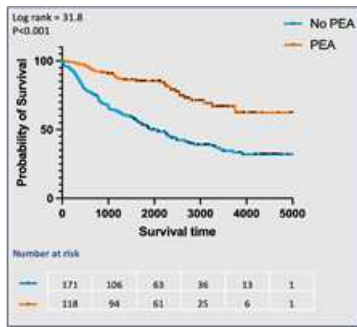 Log rank = 31.8
P<0.001
No PEA
PEA
Probability of Survival
100
50
0
0 1000 2000 3000 4000 5000
Survival time
Number at risk
171 106 63 36 13 1
118 94 61 25 6 1